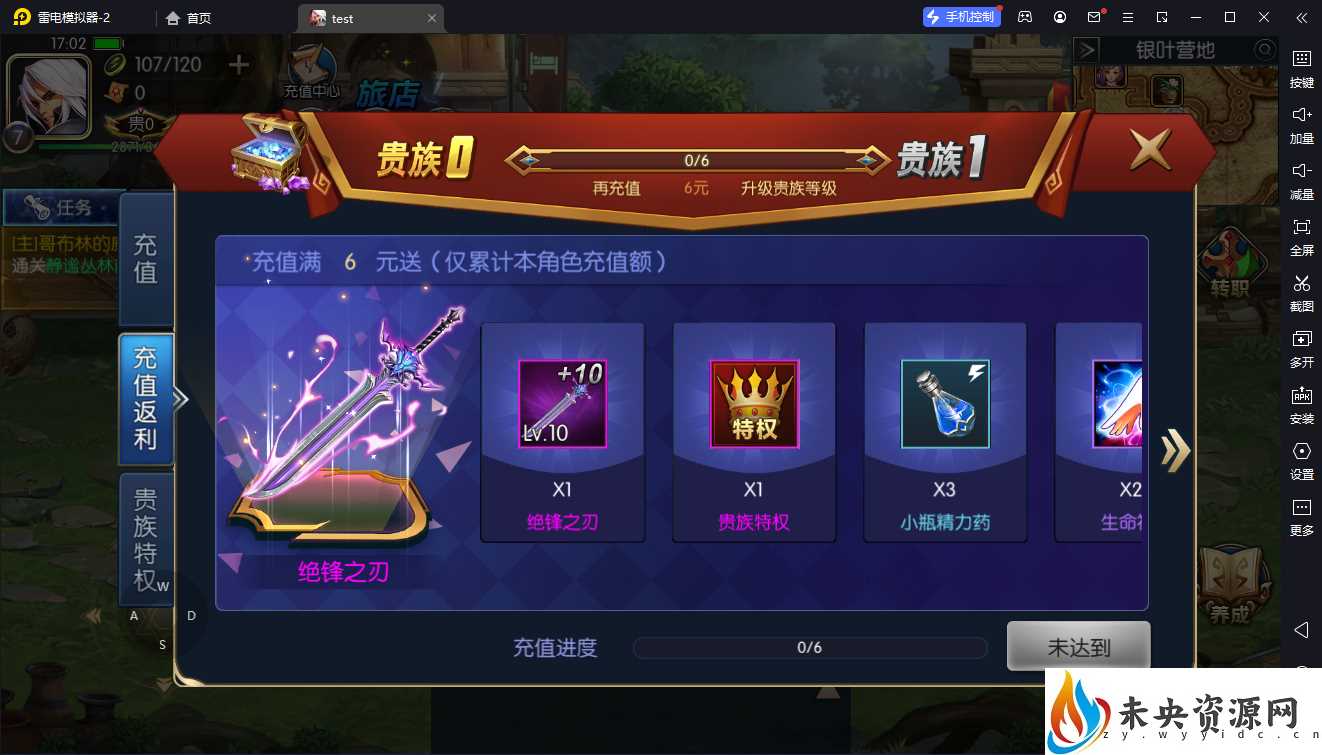 雷电模拟器-2
首页
test
手机控制
17:02
107/120
0
贵0
7
充值中心
旅店
银叶营地
按键
加量
减量
全屏
截图
多开
安装
设置
更多
贵族0
0/6
贵族1
再充值 6元 升级贵族等级
任务
[主]哥布林的
通关静谧丛林
充值
充值返利
贵族特权
充值满 6 元送（仅累计本角色充值额）
+10
Lv.10
特权
X1
X1
X3
X2
绝锋之刃
贵族特权
小瓶精力药
生命
绝锋之刃
转职
养成
W
A
D
S
充值进度
0/6
未达到
APK
未央资源网
zy.wyyidc.cn